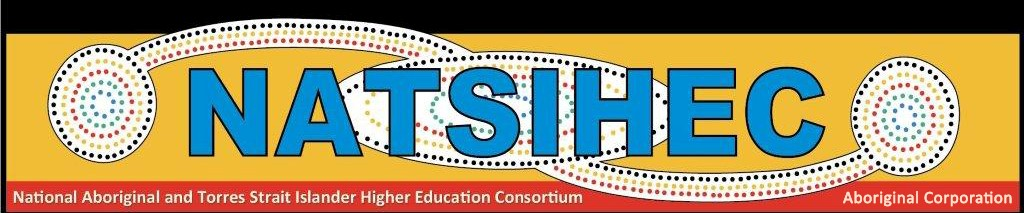 NATSIHEC
National Aboriginal and Torres Strait Islander Higher Education Consortium
Aboriginal Corporation